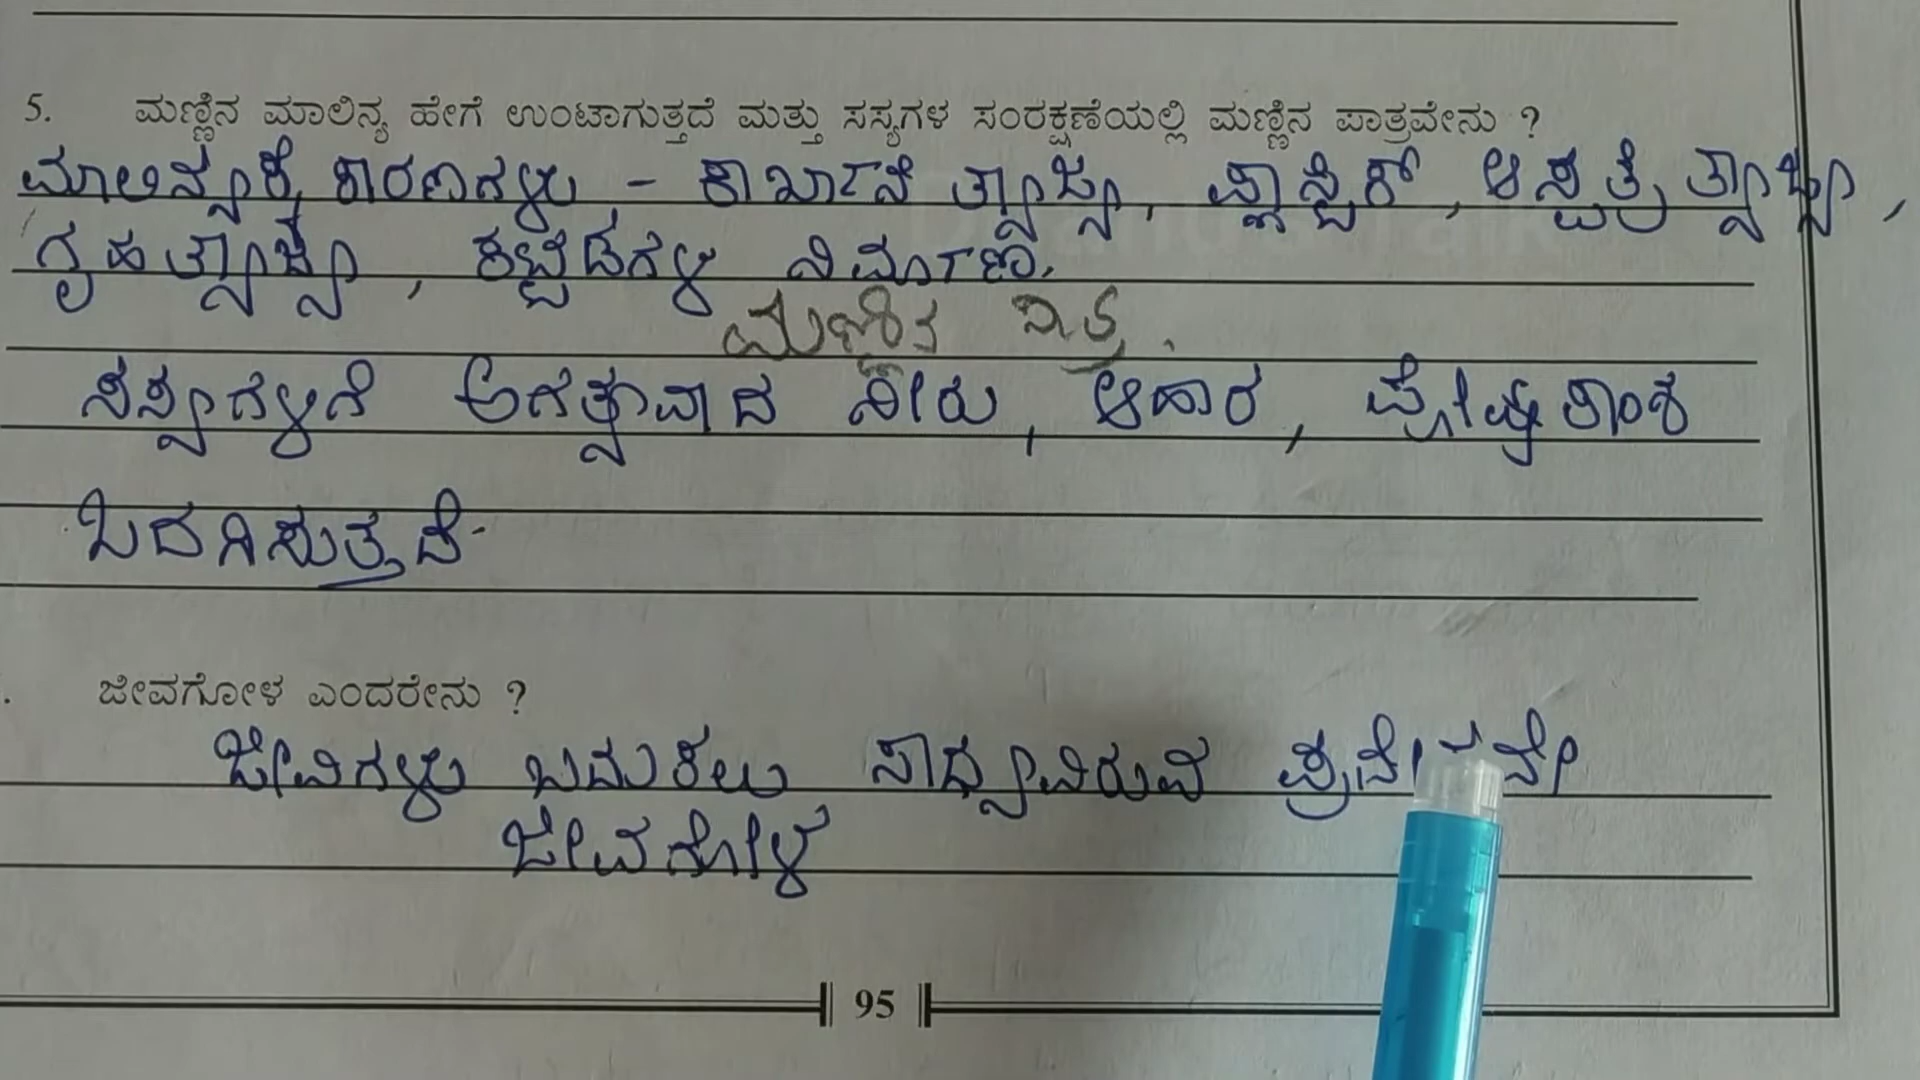 5. ಮಣ್ಣಿನ ಮಾಲಿನ್ಯ ಹೇಗೆ ಉಂಟಾಗುತ್ತದೆ ಮತ್ತು ಸಸ್ಯಗಳ ಸಂರಕ್ಷಣೆಯಲ್ಲಿ ಮಣ್ಣಿನ ಪಾತ್ರವೇನು ?
ಮಾಲಿನ್ಯಕ್ಕೆ ಕಾರಣಗಳು - ಕಾರ್ಖಾನೆ ತ್ಯಾಜ್ಯ, ಪ್ಲಾಸ್ಟಿಕ್, ಆಸ್ಪತ್ರೆ ತ್ಯಾಜ್ಯ,
ಗೃಹತ್ಯಾಜ್ಯ, ಕಟ್ಟಡಗಳ ನಿರ್ಮಾಣ.
ಮಣ್ಣಿನ ಪಾತ್ರ.
ಸಸ್ಯಗಳಿಗೆ ಅಗತ್ಯವಾದ ನೀರು, ಆಹಾರ, ಪೋಷಕಾಂಶ
ಒದಗಿಸುತ್ತದೆ.
ಜೀವಗೋಳ ಎಂದರೇನು ?
ಜೀವಿಗಳು ಬದುಕಲು ಸಾಧ್ಯವಿರುವ
ಜೀವಗೋಳ
95